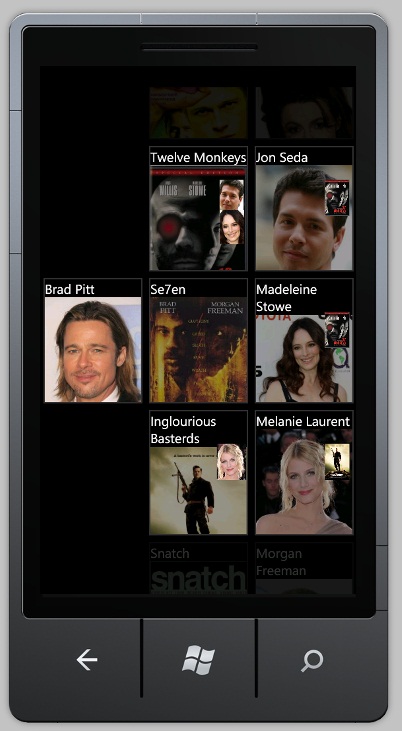 Twelve Monkeys
Jon Seda
WILLIS
STOWE
Brad Pitt
Se7en
Madeleine
Stowe
BRAD
PITT
MORGAN
FREEMAN
Inglourious
Basterds
Melanie Laurent
Snatch
Morgan
Freeman
snatch